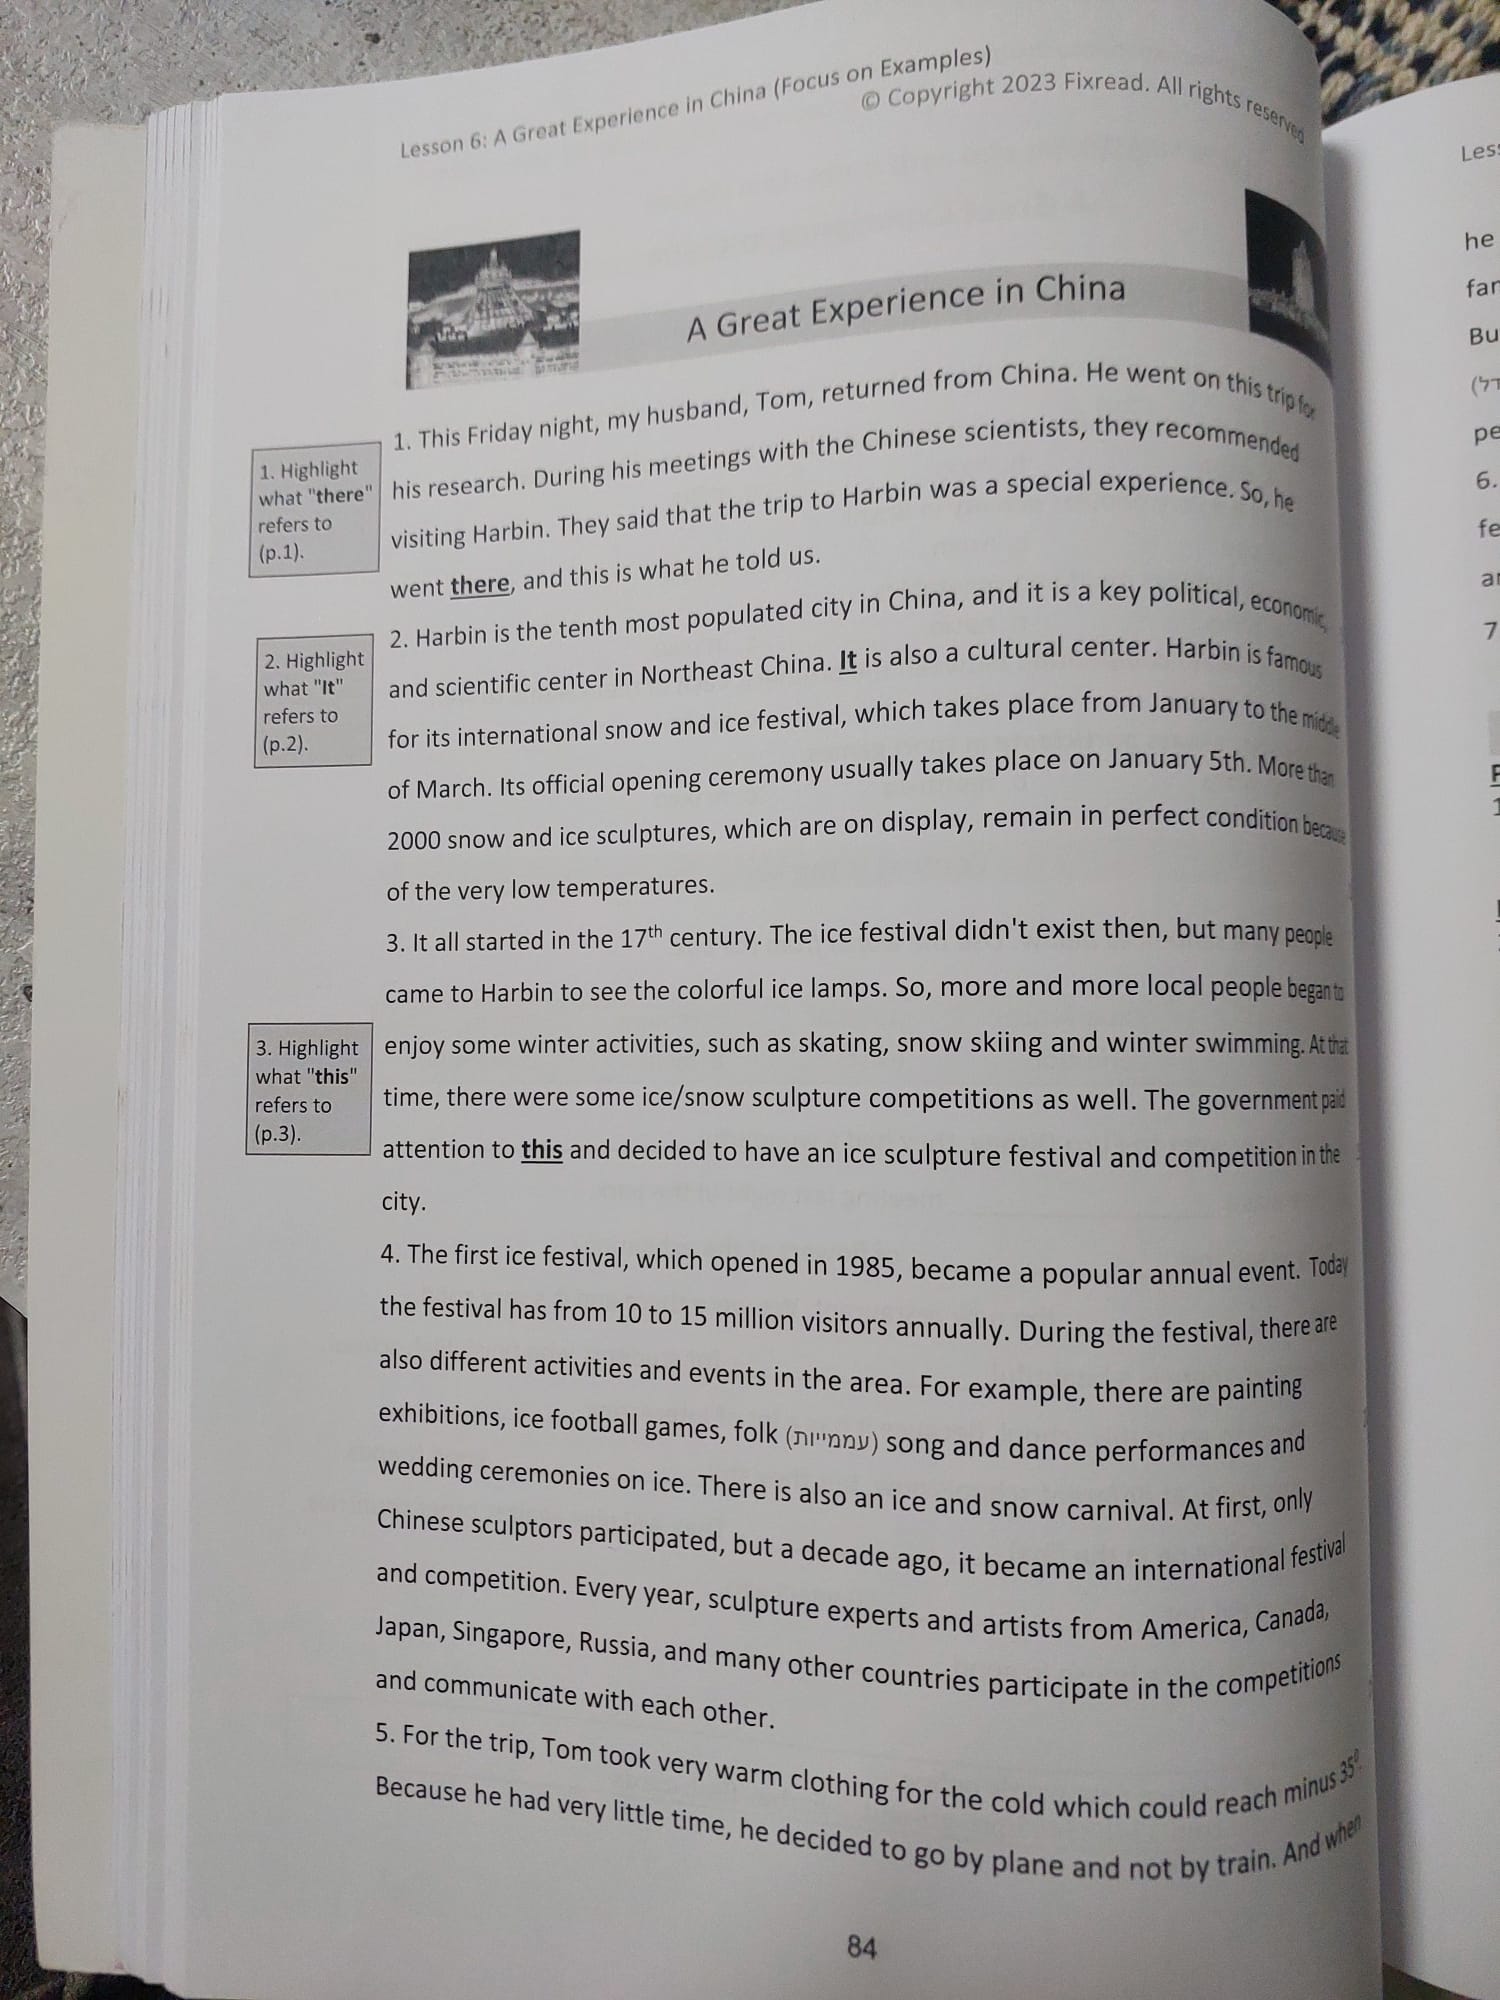 Lesson 6: A Great Experience in China (Focus on Examples)
© Copyright 2023 Fixread. All rights reserved
A Great Experience in China
1. This Friday night, my husband, Tom, returned from China. He went on this trip for
his research. During his meetings with the Chinese scientists, they recommended
visiting Harbin. They said that the trip to Harbin was a special experience. So, he
went there, and this is what he told us.
1. Highlight
what "there"
refers to
(p.1).
2. Harbin is the tenth most populated city in China, and it is a key political, economic,
and scientific center in Northeast China. It is also a cultural center. Harbin is famous
for its international snow and ice festival, which takes place from January to the middle
of March. Its official opening ceremony usually takes place on January 5th. More than
2000 snow and ice sculptures, which are on display, remain in perfect condition because
of the very low temperatures.
2. Highlight
what "It"
refers to
(p.2).
3. It all started in the 17th century. The ice festival didn't exist then, but many people
came to Harbin to see the colorful ice lamps. So, more and more local people began to
enjoy some winter activities, such as skating, snow skiing and winter swimming. At that
time, there were some ice/snow sculpture competitions as well. The government paid
attention to this and decided to have an ice sculpture festival and competition in the
city.
3. Highlight
what "this"
refers to
(p.3).
4. The first ice festival, which opened in 1985, became a popular annual event. Today
the festival has from 10 to 15 million visitors annually. During the festival, there are
also different activities and events in the area. For example, there are painting
exhibitions, ice football games, folk (עממייות) song and dance performances and
wedding ceremonies on ice. There is also an ice and snow carnival. At first, only
Chinese sculptors participated, but a decade ago, it became an international festival
and competition. Every year, sculpture experts and artists from America, Canada,
Japan, Singapore, Russia, and many other countries participate in the competitions
and communicate with each other.
5. For the trip, Tom took very warm clothing for the cold which could reach minus 35⁰.
Because he had very little time, he decided to go by plane and not by train. And when
84
he
6.
7